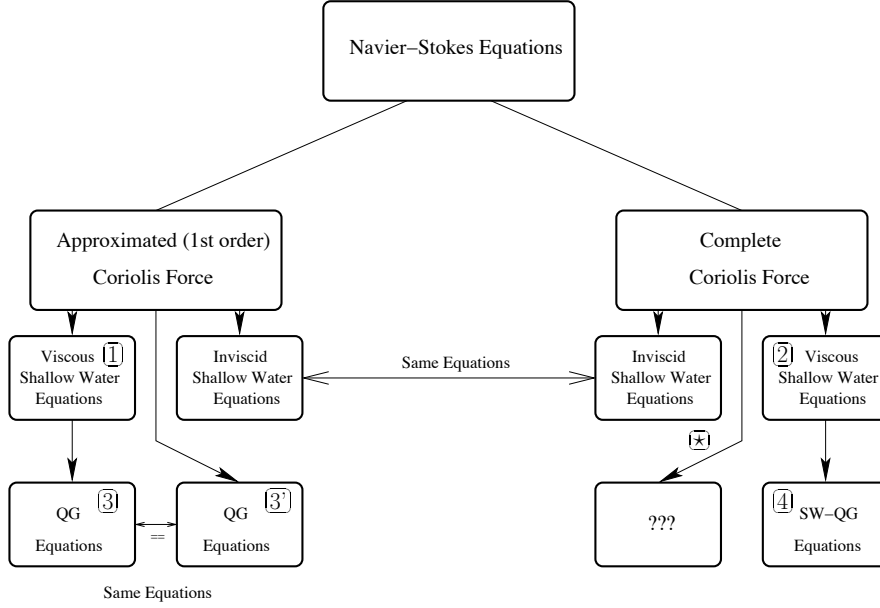 Navier–Stokes Equations
Approximated (1st order)
Coriolis Force
Complete
Coriolis Force
Viscous 1
Shallow Water
Equations
Inviscid
Shallow Water
Equations
Same Equations
Inviscid
Shallow Water
Equations
2 Viscous
Shallow Water
Equations
⋆
QG 3
Equations
==
QG 3'
Equations
???
4 SW–QG
Equations
Same Equations